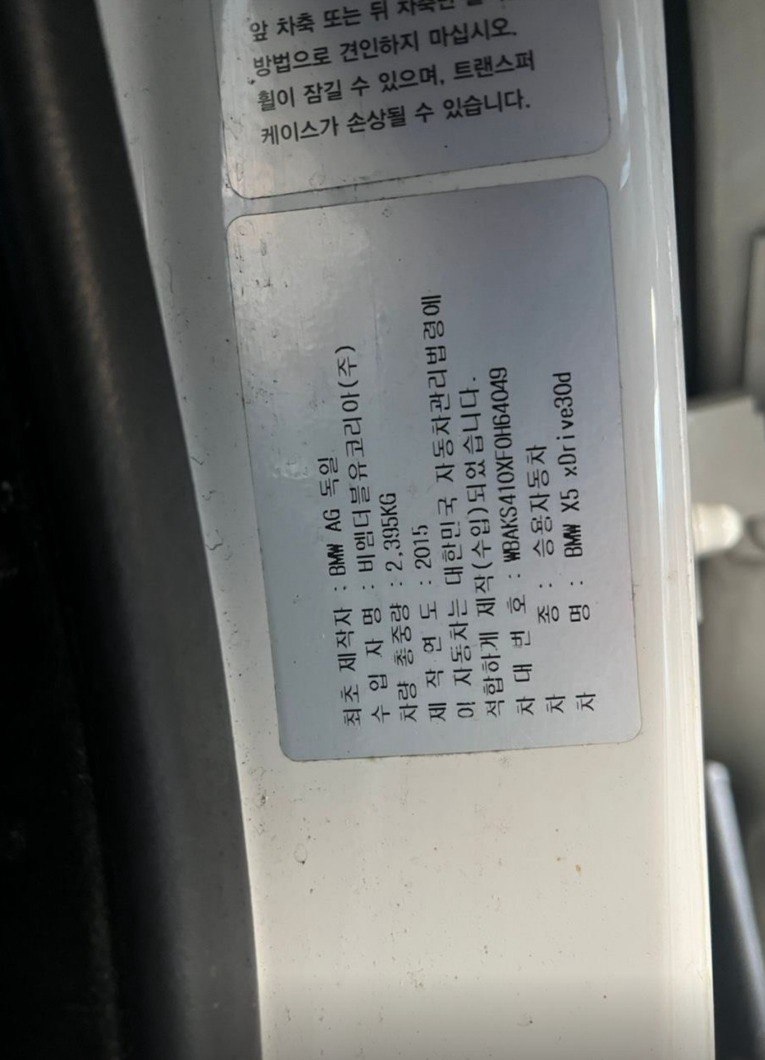 앞 차축 또는 뒤 차축만
방법으로 견인하지 마십시오.
휠이 잠길 수 있으며, 트랜스퍼
케이스가 손상될 수 있습니다.
최초 제작자 : BMW AG 독일
수 입 자 명 : 비엠더블유코리아(주)
차량 총중량 : 2,395KG
제 작 연 도 : 2015
이 자동차는 대한민국 자동차관리법령에
적합하게 제작(수입)되었습니다.
차 대 번 호 : WBAKS410XF0H64049
차 종 : 승용자동차
차 명 : BMW X5 xDrive30d